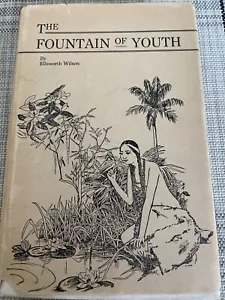 THE
FOUNTAIN OF YOUTH
By
Ellsworth Wilson